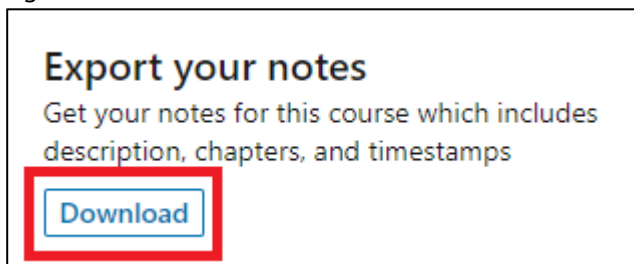 Export your notes
Get your notes for this course which includes
description, chapters, and timestamps
Download